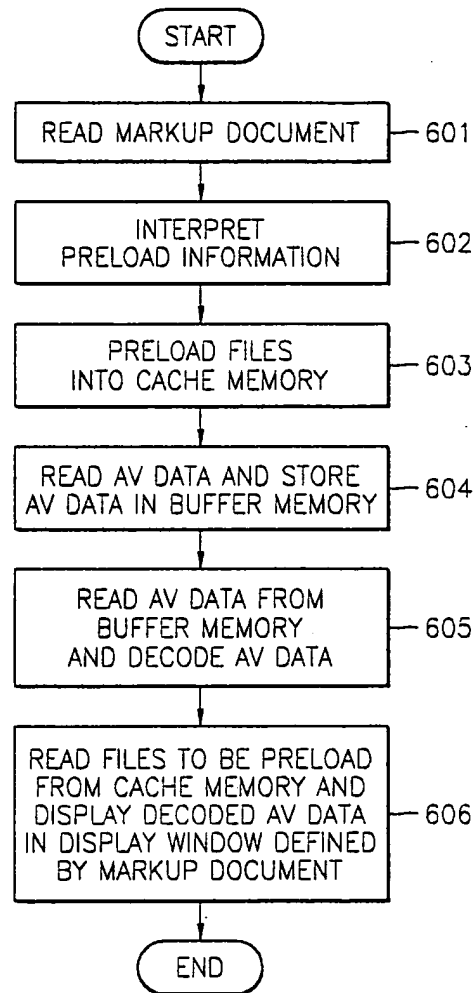 START
READ MARKUP DOCUMENT
601
INTERPRET
PRELOAD INFORMATION
602
PRELOAD FILES
INTO CACHE MEMORY
603
READ AV DATA AND STORE
AV DATA IN BUFFER MEMORY
604
READ AV DATA FROM
BUFFER MEMORY
AND DECODE AV DATA
605
READ FILES TO BE PRELOAD
FROM CACHE MEMORY AND
DISPLAY DECODED AV DATA
IN DISPLAY WINDOW DEFINED
BY MARKUP DOCUMENT
606
END